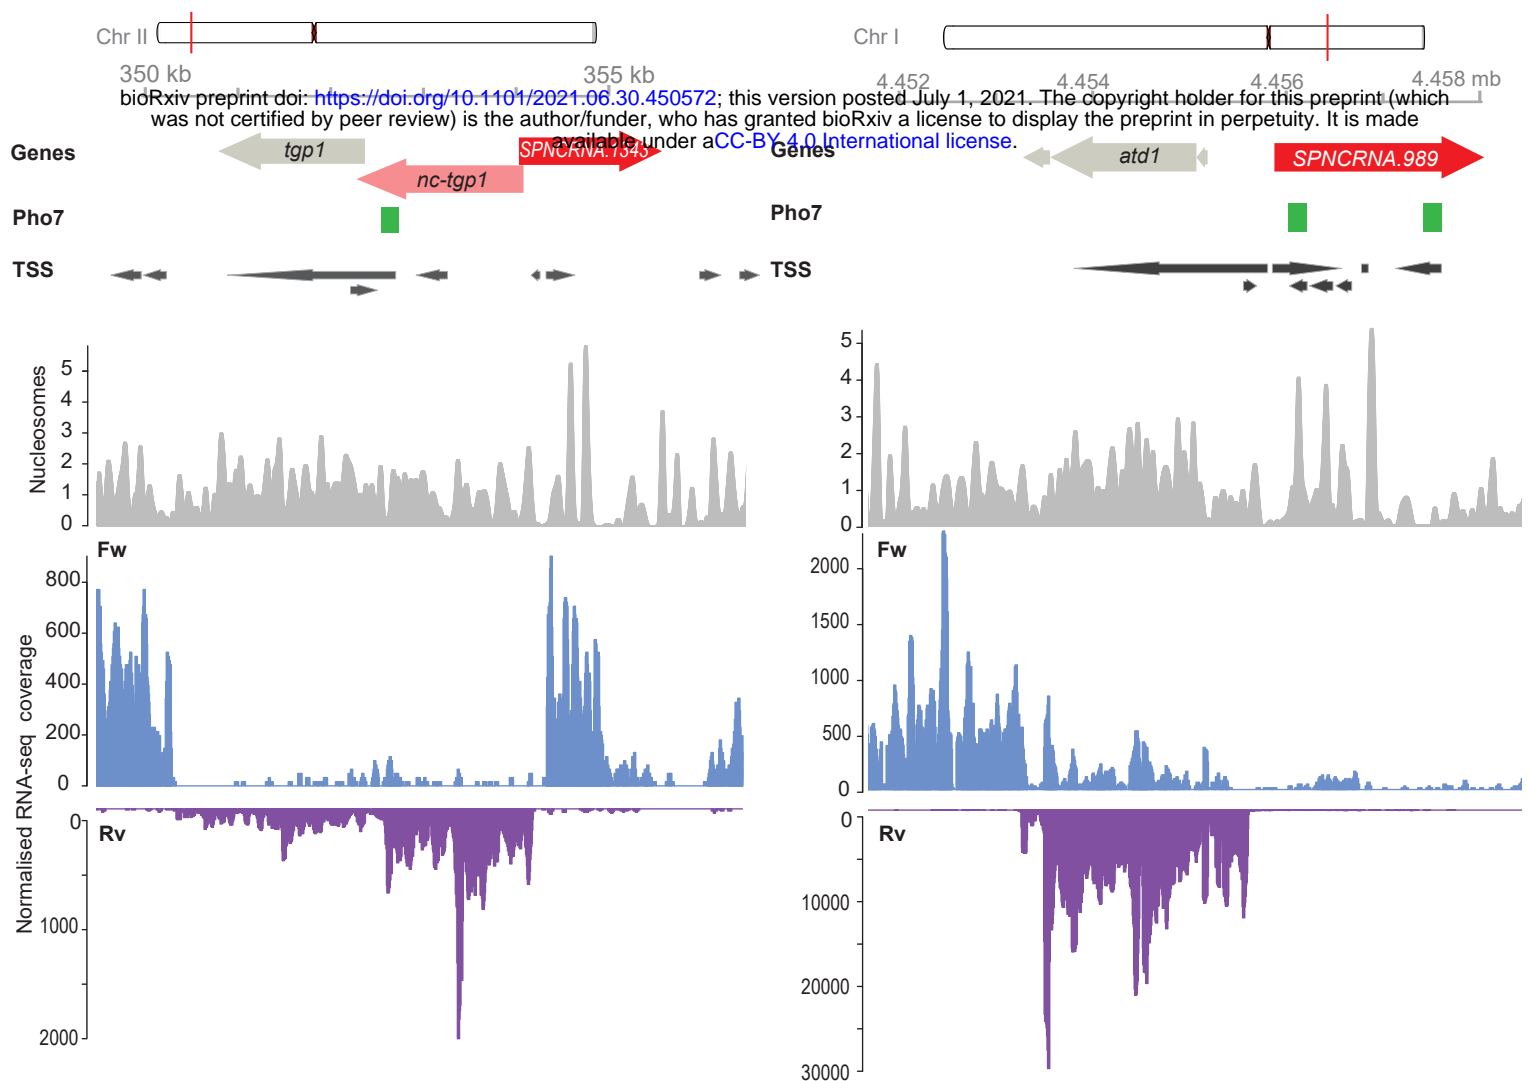 Chr II
Chr I
350 kb
355 kb
4.452
4.454
4.456
4.458 mb
bioRxiv preprint doi: https://doi.org/10.1101/2021.06.30.450572; this version posted July 1, 2021. The copyright holder for this preprint (which
was not certified by peer review) is the author/funder, who has granted bioRxiv a license to display the preprint in perpetuity. It is made
available under aCC-BY 4.0 International license.
Genes
tgp1
SPNCRNA.1343
nc-tgp1
Genes
atd1
SPNCRNA.989
Pho7
Pho7
TSS
TSS
Nucleosomes
5
4
3
2
1
0
5
4
3
2
1
0
Normalised RNA-seq coverage
Fw
800
600
400
200
0
Fw
2000
1500
1000
500
0
Rv
0
1000
2000
Rv
0
10000
20000
30000